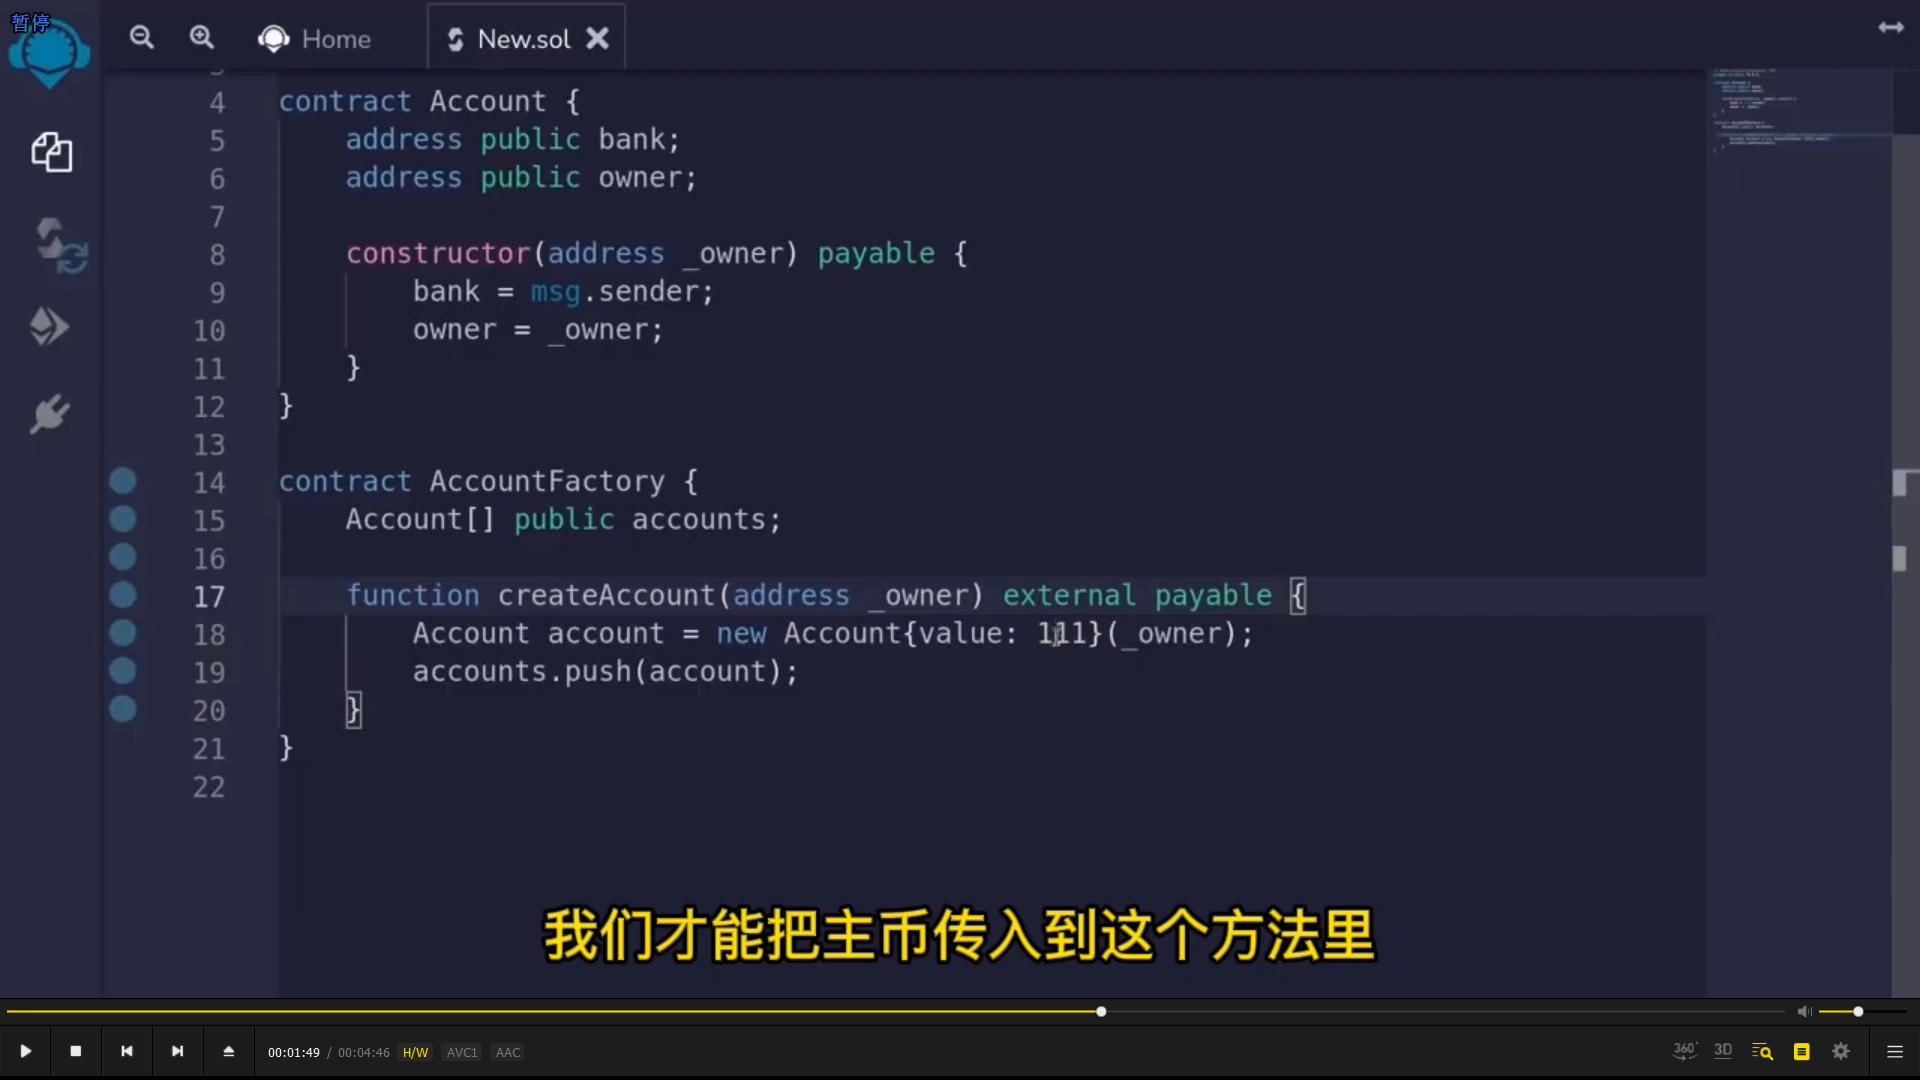 暂停
Home
New.sol
4 contract Account {
5 address public bank;
6 address public owner;
7
8 constructor(address _owner) payable {
9 bank = msg.sender;
10 owner = _owner;
11 }
12 }
13
14 contract AccountFactory {
15 Account[] public accounts;
16
17 function createAccount(address _owner) external payable {
18 Account account = new Account{value: 111}(_owner);
19 accounts.push(account);
20 }
21 }
22
我们才能把主币传入到这个方法里
00:01:49 / 00:04:46 H/W AVC1 AAC
360° 3D